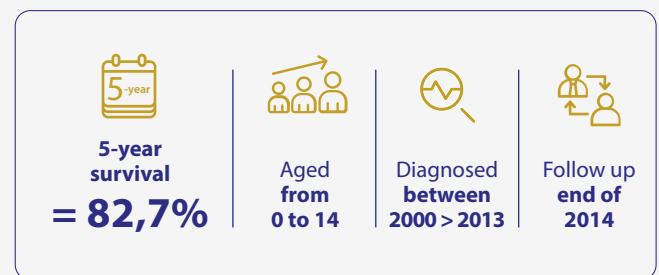 5-year
5-year
survival
= 82,7%
Aged
from
0 to 14
Diagnosed
between
2000 > 2013
Follow up
end of
2014